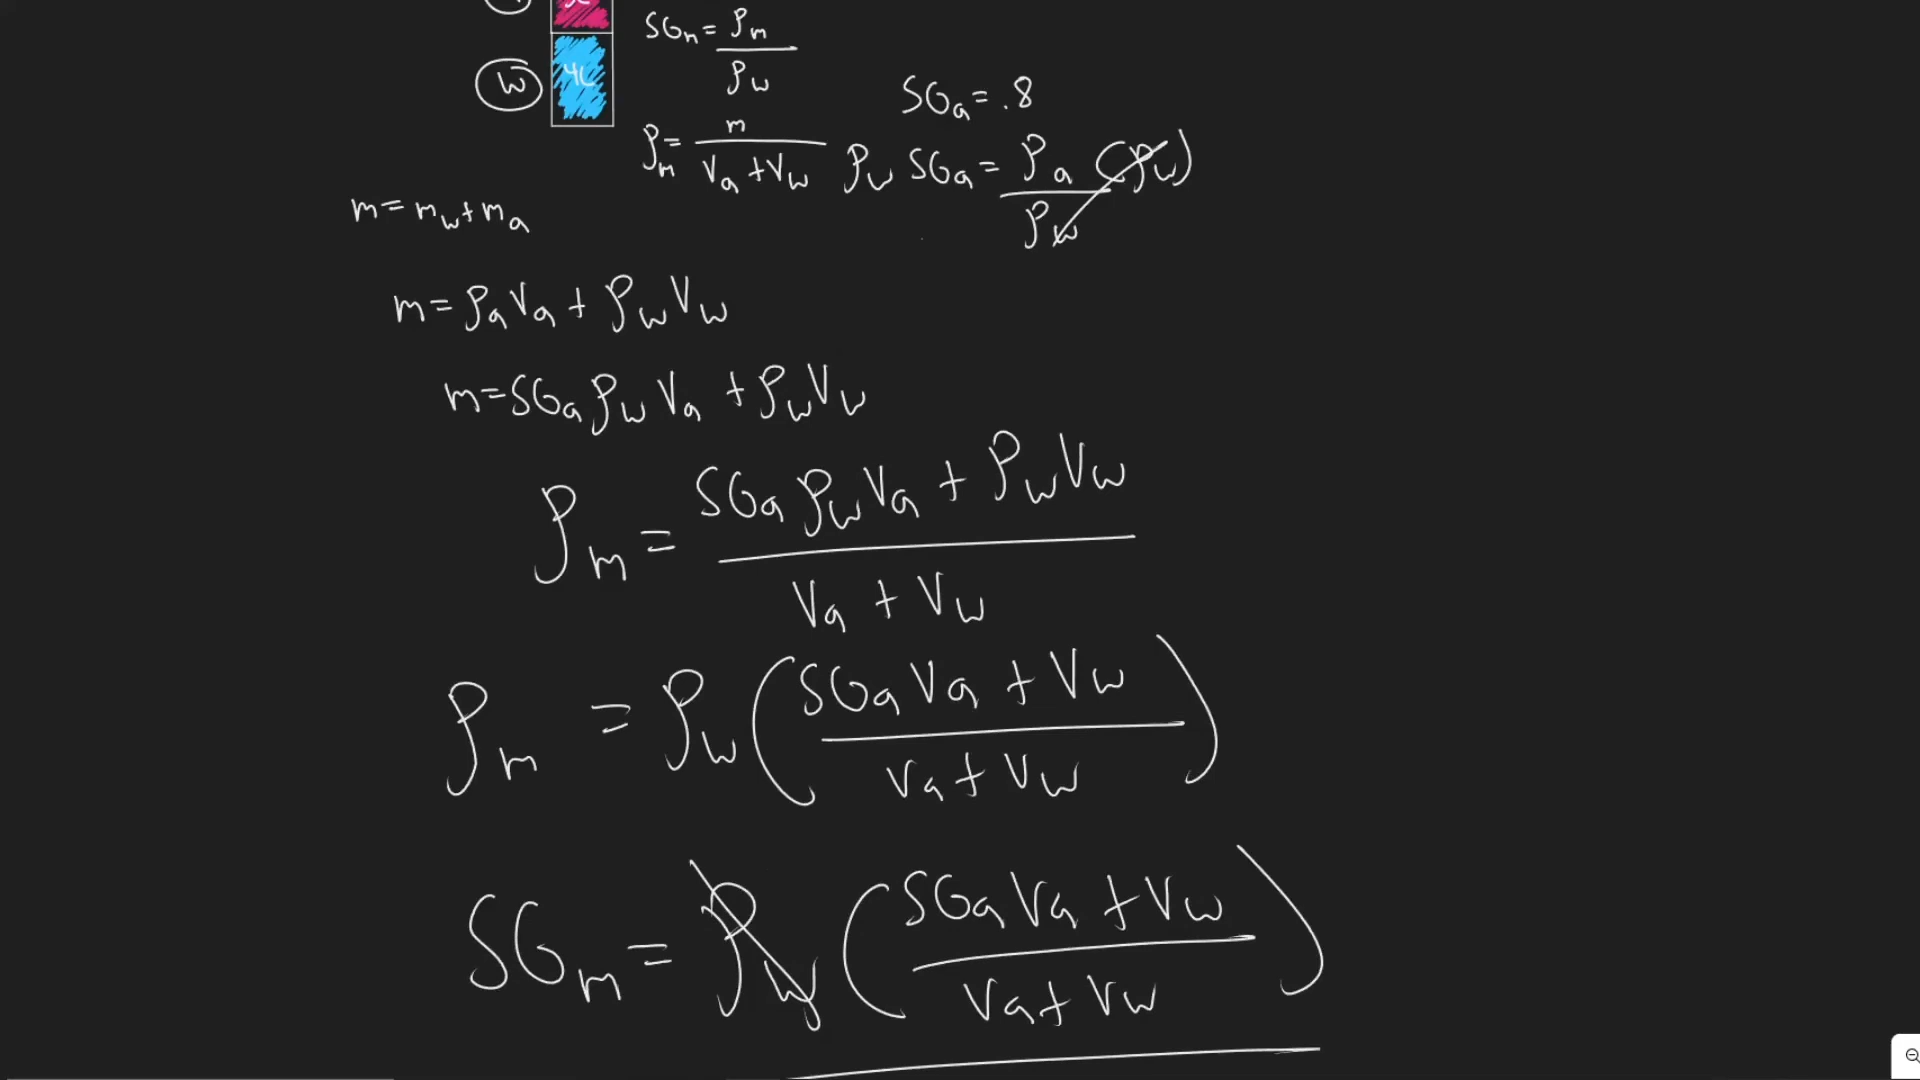 SGm = ρm / ρw
W 4L
SGa = .8
ρm = m / (Va + Vw)
ρw SGa = ρa / ρw (ρw)
m = mw + ma
m = ρaVa + ρwVw
m = SGa ρw Va + ρwVw
ρm = (SGa ρw Va + ρwVw) / (Va + Vw)
ρm = ρw ((SGa Va + Vw) / (Va + Vw))
SGm = ρw ((SGa Va + Vw) / (Va + Vw))